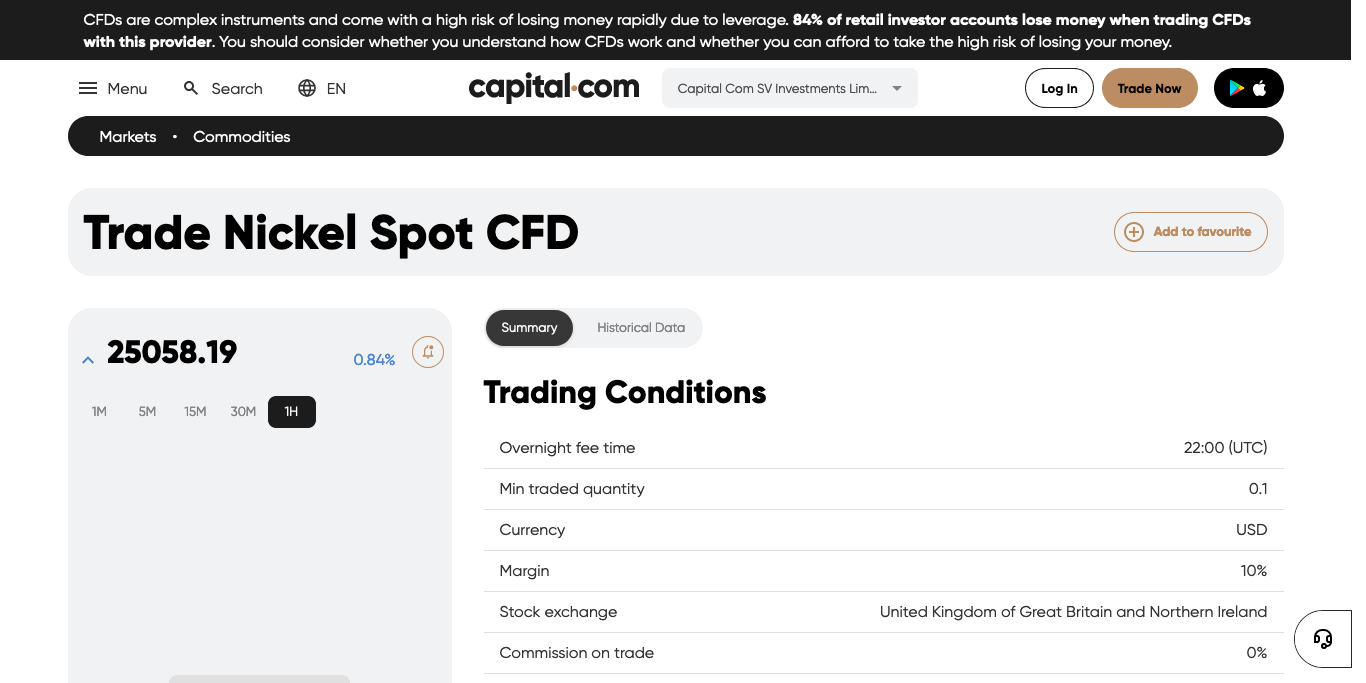 CFDs are complex instruments and come with a high risk of losing money rapidly due to leverage. 84% of retail investor accounts lose money when trading CFDs
with this provider. You should consider whether you understand how CFDs work and whether you can afford to take the high risk of losing your money.
Menu Search EN capital.com Capital Com SV Investments Lim... Log In Trade Now
Markets • Commodities
Trade Nickel Spot CFD Add to favourite
25058.19 0.84%
1M 5M 15M 30M 1H
Summary Historical Data
Trading Conditions
Overnight fee time 22:00 (UTC)
Min traded quantity 0.1
Currency USD
Margin 10%
Stock exchange United Kingdom of Great Britain and Northern Ireland
Commission on trade 0%